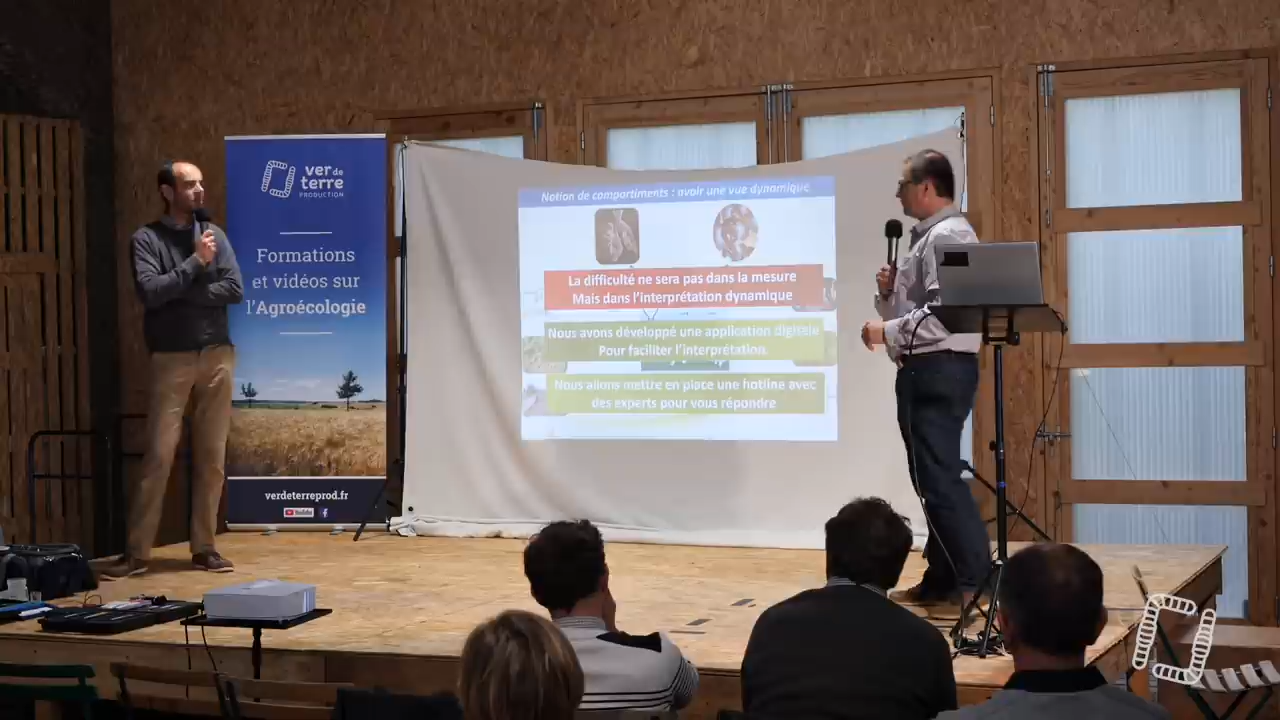 ver de
terre
PRODUCTION
Formations
et vidéos sur
l'Agroécologie
verdeterreprod.fr
YouTube
Notion de compartiments : avoir une vue dynamique
La difficulté ne sera pas dans la mesure
Mais dans l'interprétation dynamique
Nous avons développé une application digitale
Pour faciliter l'interprétation.
Nous allons mettre en place une hotline avec
des experts pour vous répondre